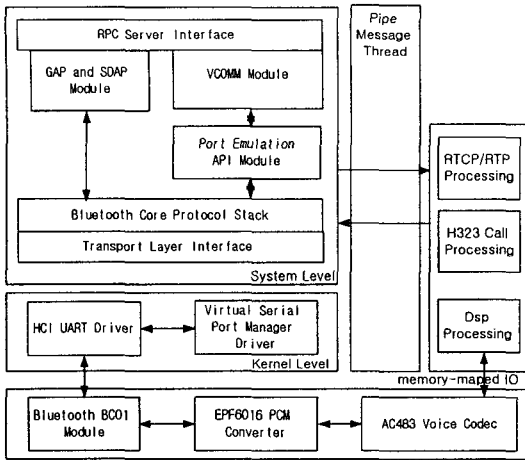 RPC Server Interface
GAP and SDAP
Module
VCOMM Module
Port Emulation
API Module
Bluetooth Core Protocol Stack
Transport Layer Interface
System Level
Pipe
Message
Thread
RTCP/RTP
Processing
H323 Call
Processing
Dsp
Processing
memory-maped IO
HCI UART Driver
Virtual Serial
Port Manager
Driver
Kernel Level
Bluetooth BC01
Module
EPF6016 PCM
Converter
AC483 Voice Codec